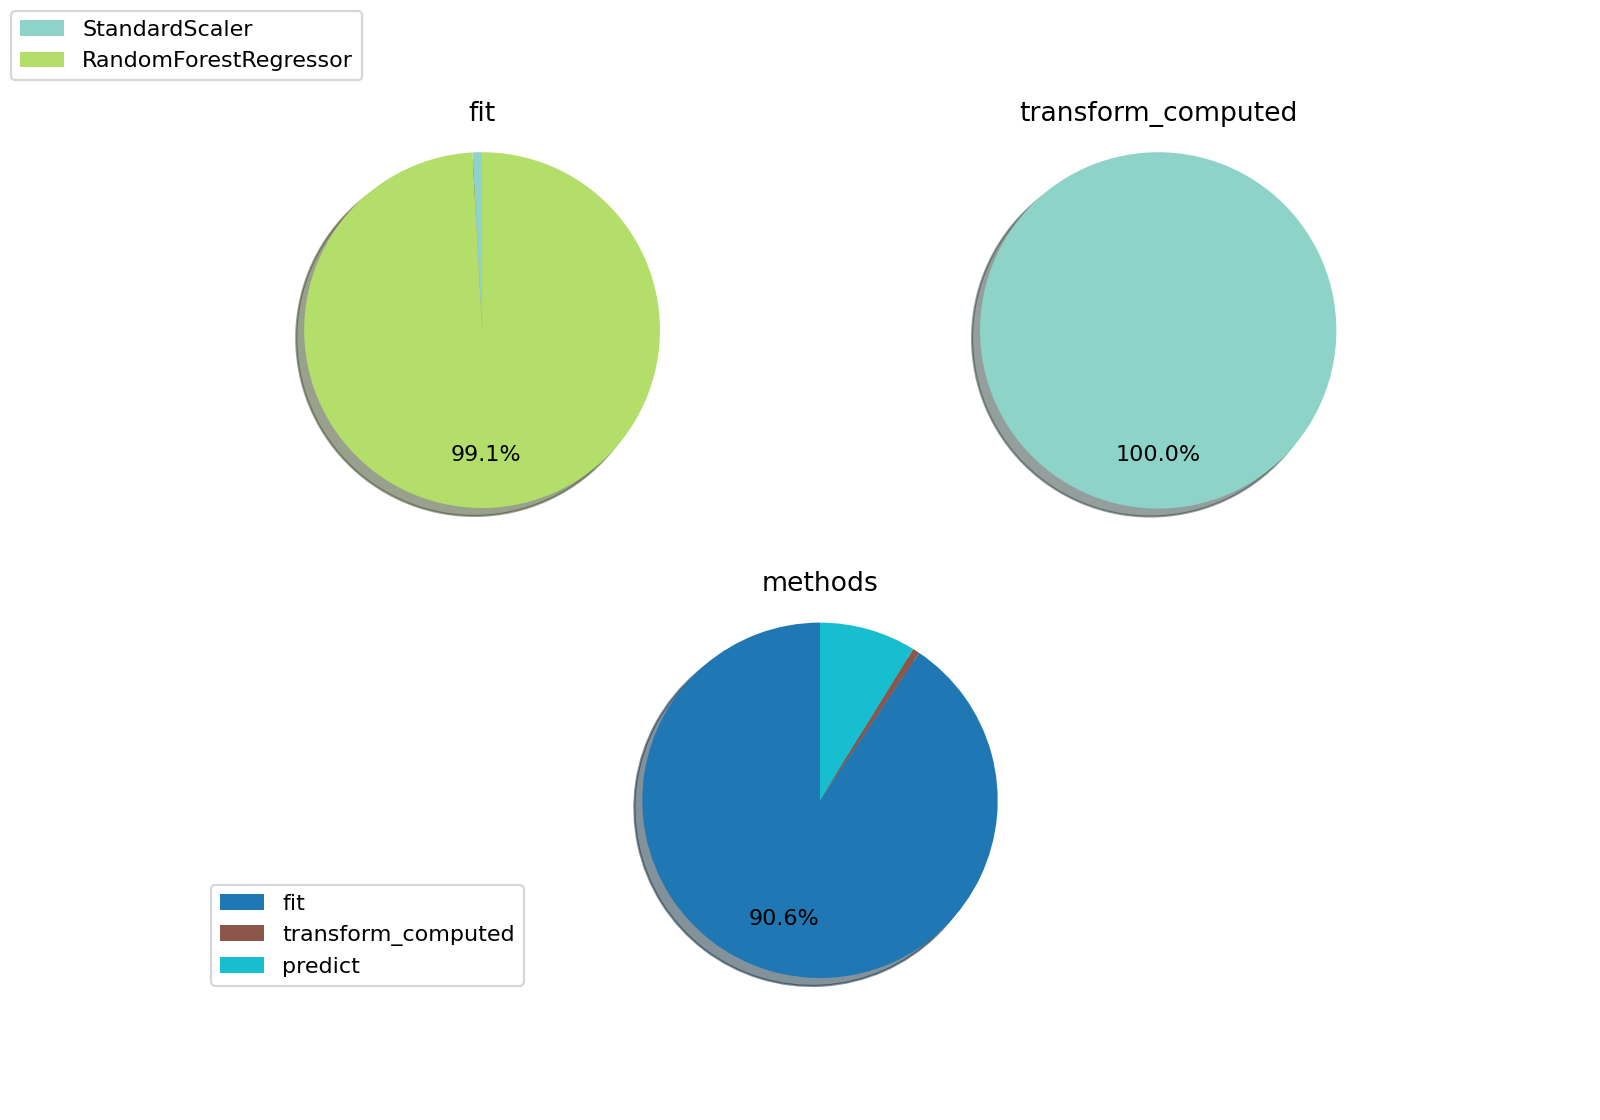 StandardScaler
RandomForestRegressor
fit
transform_computed
99.1%
100.0%
methods
90.6%
fit
transform_computed
predict